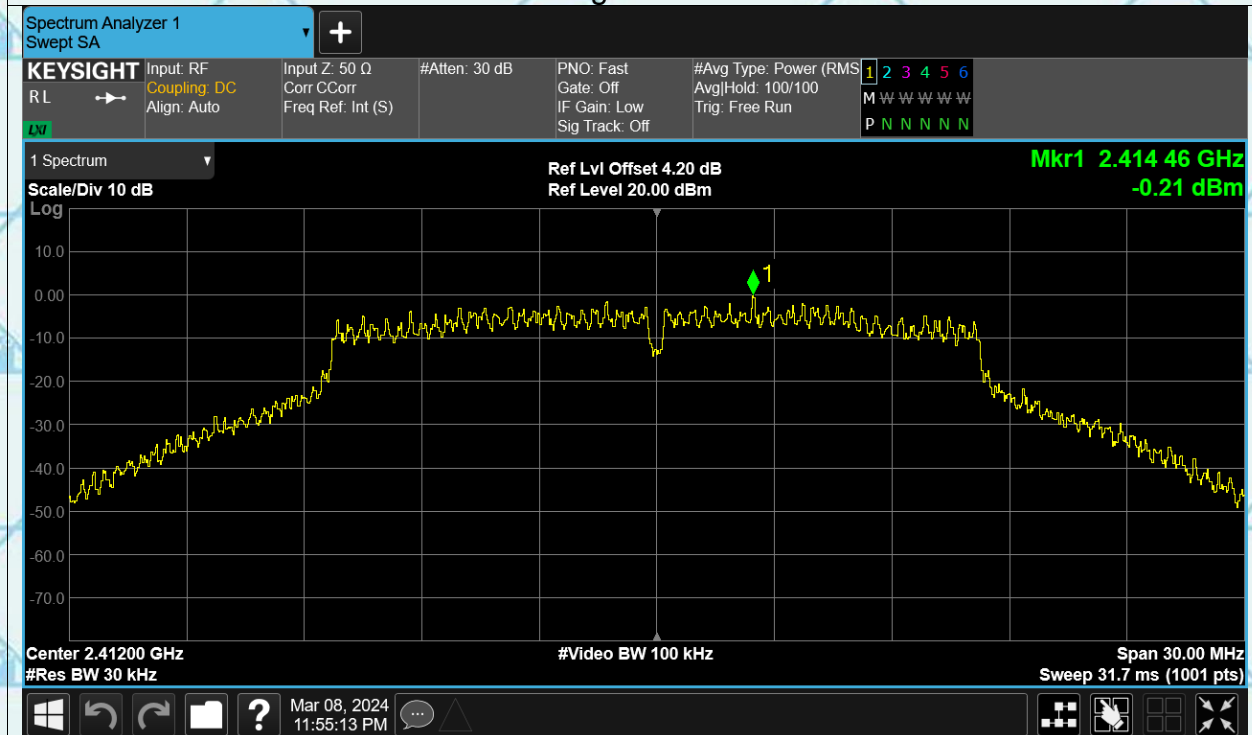 Spectrum Analyzer 1
Swept SA
+
KEYSIGHT
RL
LXI
Input: RF
Coupling: DC
Align: Auto
Input Z: 50 Ω
Corr CCorr
Freq Ref: Int (S)
#Atten: 30 dB
PNO: Fast
Gate: Off
IF Gain: Low
Sig Track: Off
#Avg Type: Power (RMS
Avg|Hold: 100/100
Trig: Free Run
1 2 3 4 5 6
M W W W W W
P N N N N N
1 Spectrum
Scale/Div 10 dB
Log
Ref Lvl Offset 4.20 dB
Ref Level 20.00 dBm
Mkr1 2.414 46 GHz
-0.21 dBm
10.0
0.00
-10.0
-20.0
-30.0
-40.0
-50.0
-60.0
-70.0
1
Center 2.41200 GHz
#Res BW 30 kHz
#Video BW 100 kHz
Span 30.00 MHz
Sweep 31.7 ms (1001 pts)
?
Mar 08, 2024
11:55:13 PM